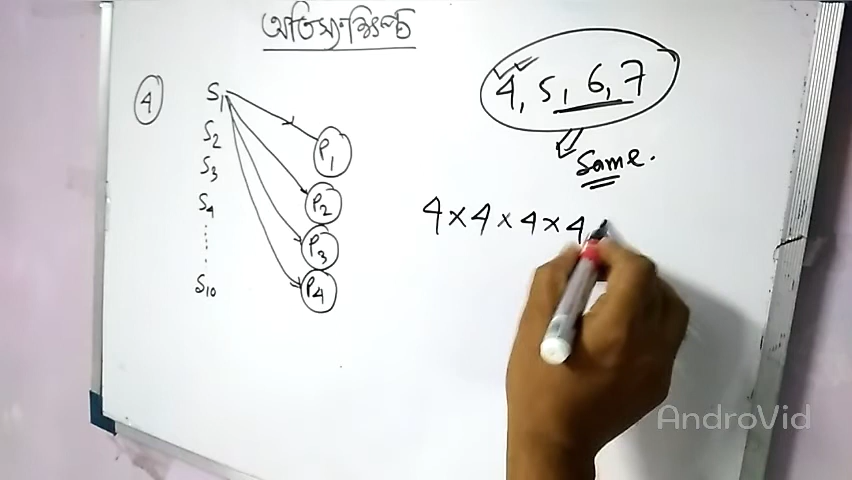 4
S1
S2
S3
S4
S10
P1
P2
P3
P4
4, 5, 6, 7
Same.
4 × 4 × 4 × 4
AndroVid